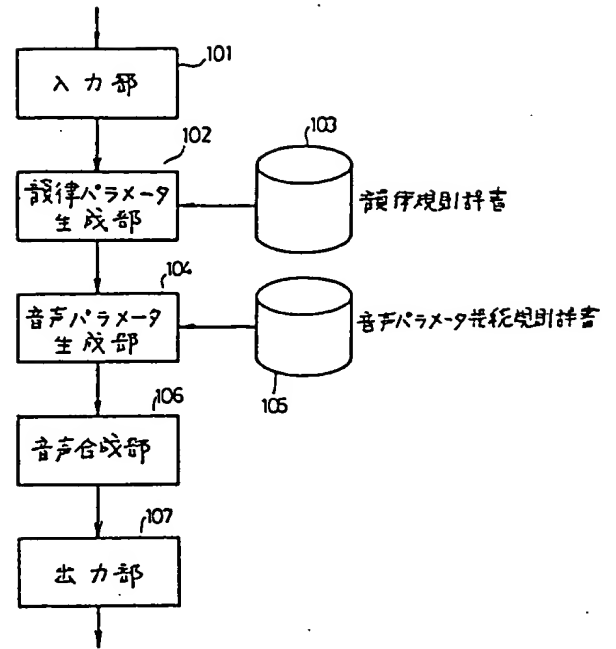 101
入力部
102
103
韻律パラメータ
生成部
韻律規則辞書
104
音声パラメータ
生成部
音声パラメータ接続規則辞書
105
106
音声合成部
107
出力部